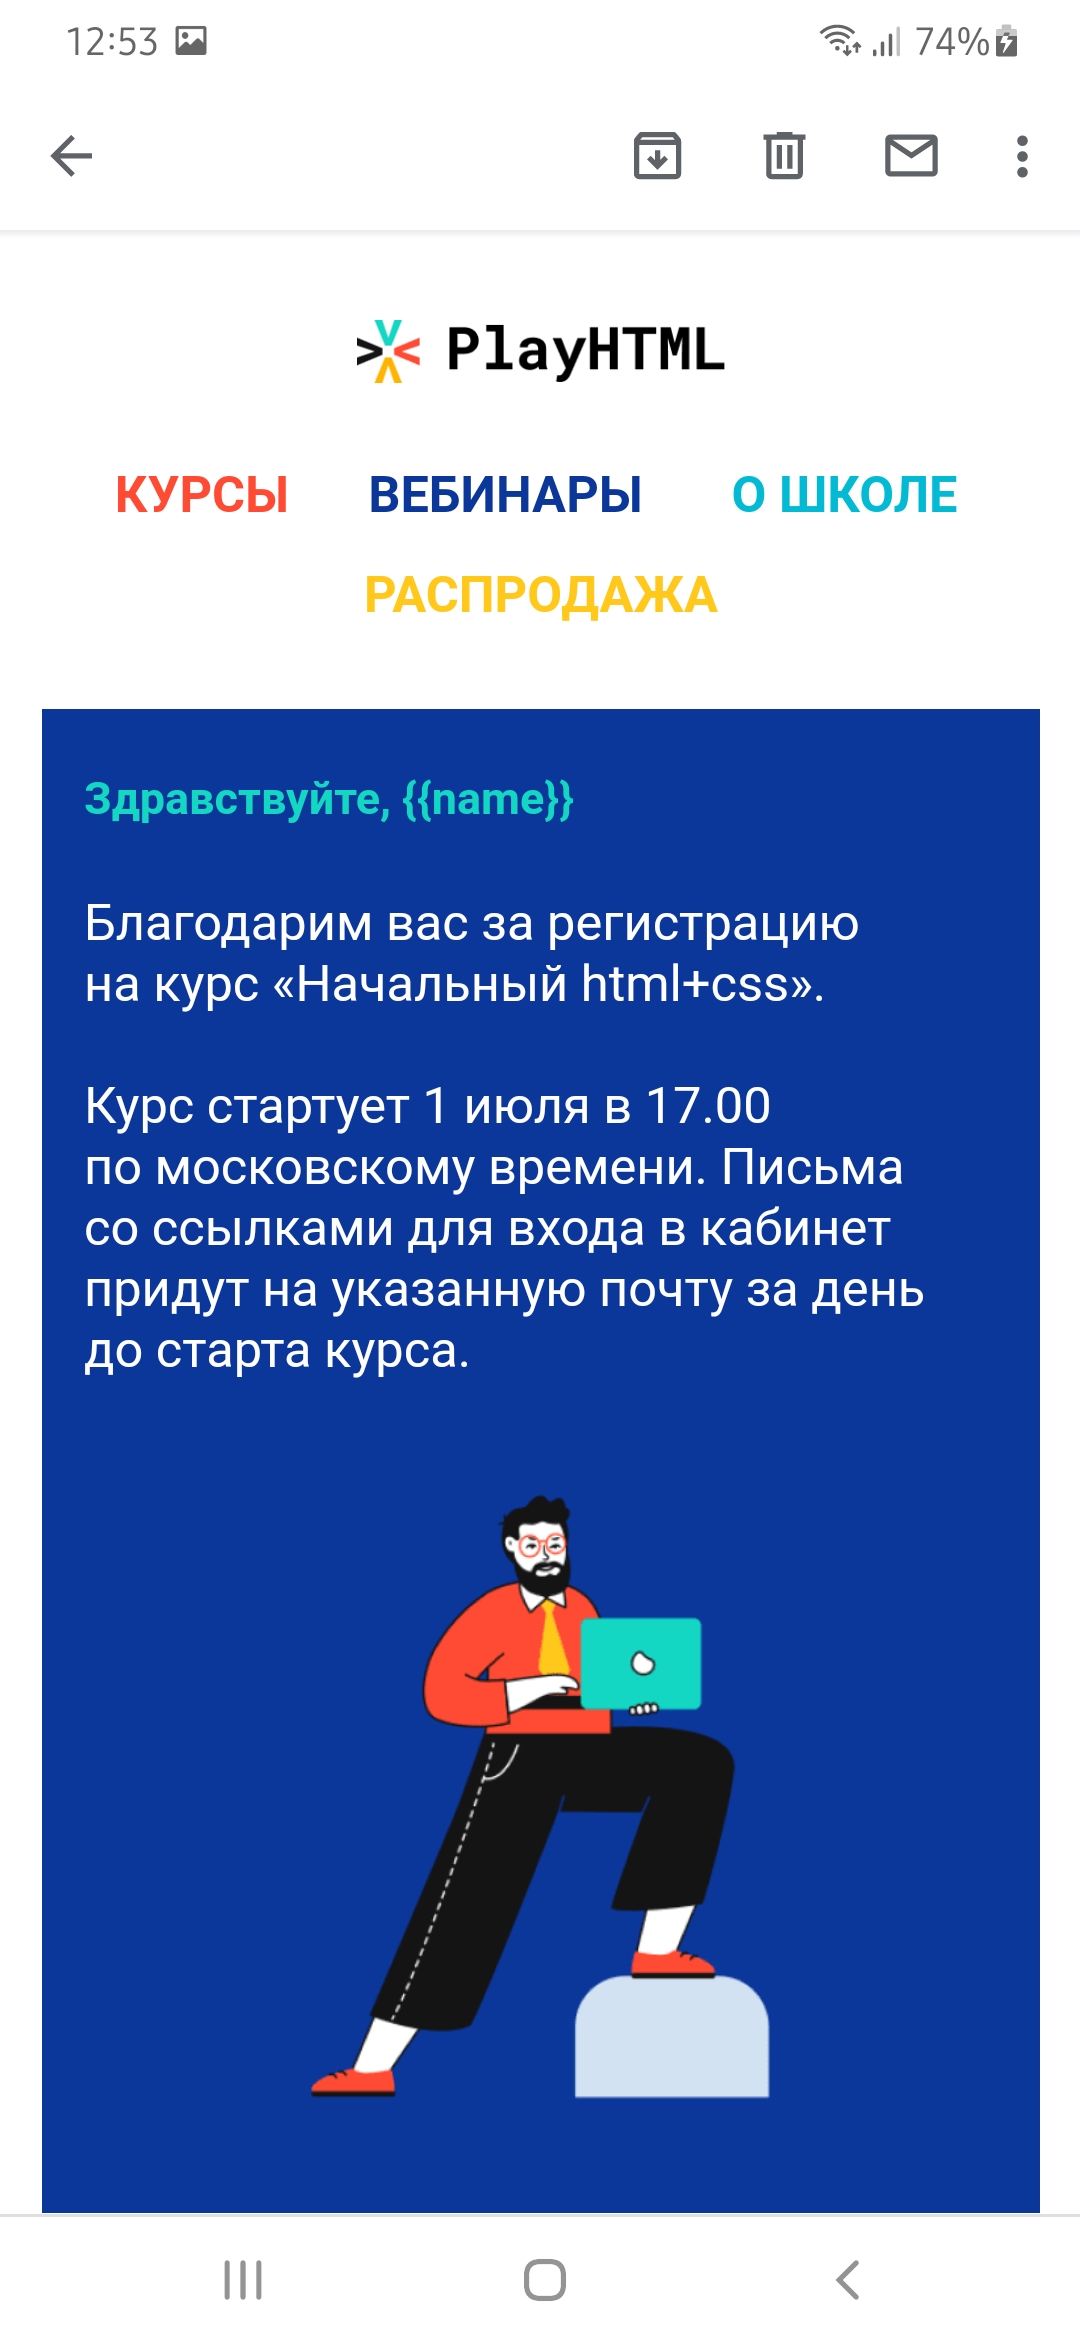 12:53
74%
PlayHTML
КУРСЫ ВЕБИНАРЫ О ШКОЛЕ
РАСПРОДАЖА
Здравствуйте, {{name}}
Благодарим вас за регистрацию
на курс «Начальный html+css».
Курс стартует 1 июля в 17.00
по московскому времени. Письма
со ссылками для входа в кабинет
придут на указанную почту за день
до старта курса.